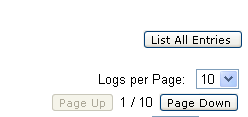 List All Entries
Logs per Page: 10
Page Up 1 / 10 Page Down